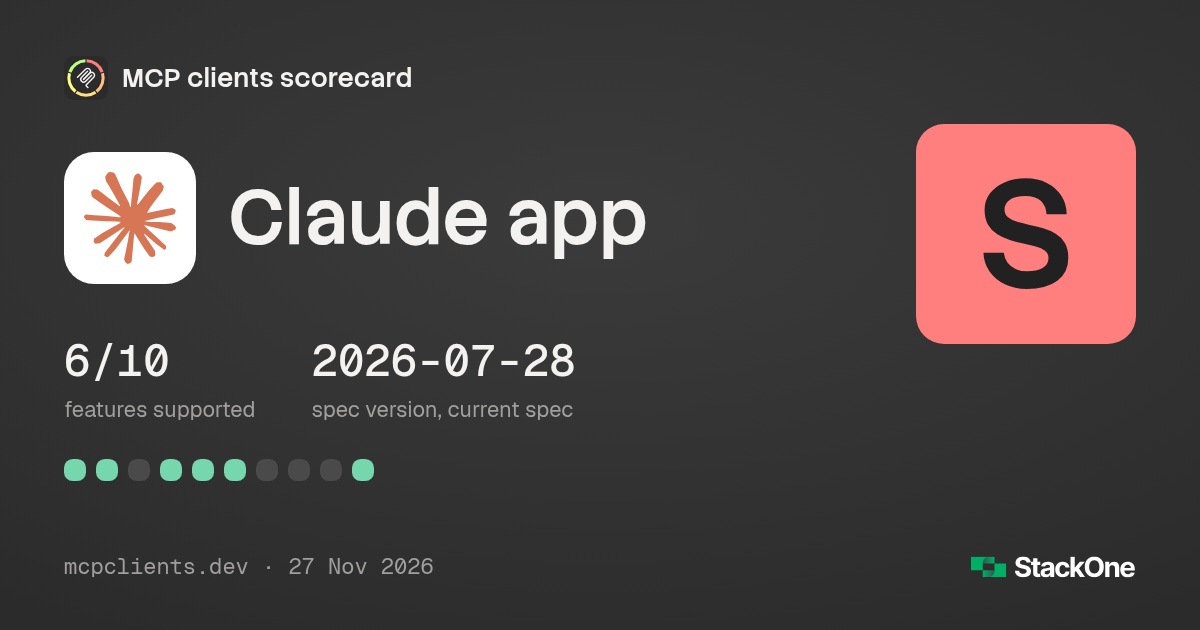 MCP clients scorecard
Claude app
S
6/10
features supported
2026-07-28
spec version, current spec
mcpclients.dev · 27 Nov 2026
StackOne